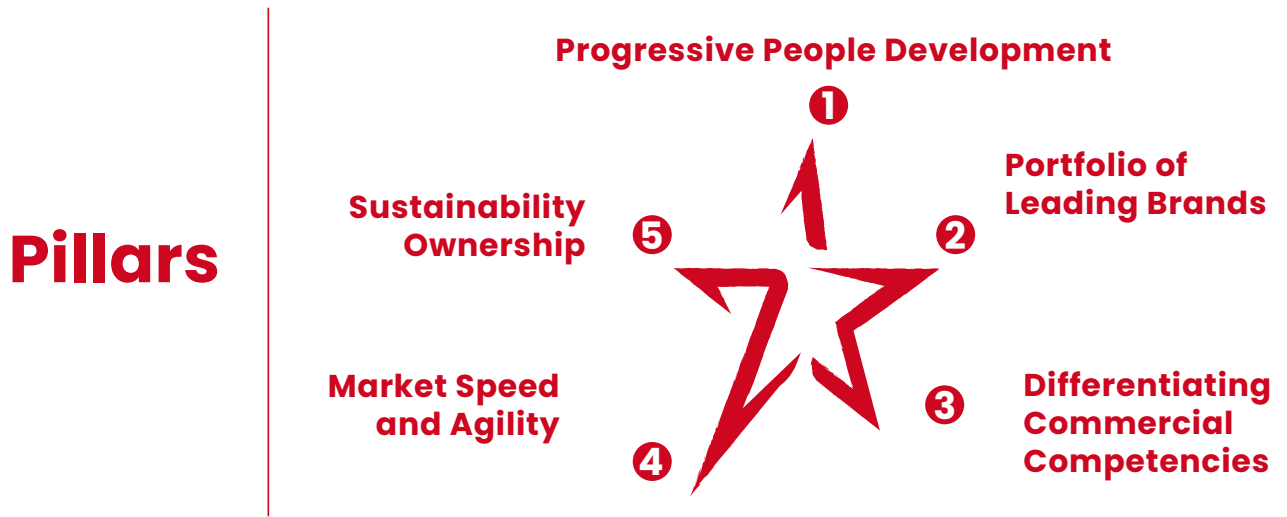 Pillars
Progressive People Development
1
Portfolio of
Leading Brands
2
Differentiating
Commercial
Competencies
3
Market Speed
and Agility
4
Sustainability
Ownership
5